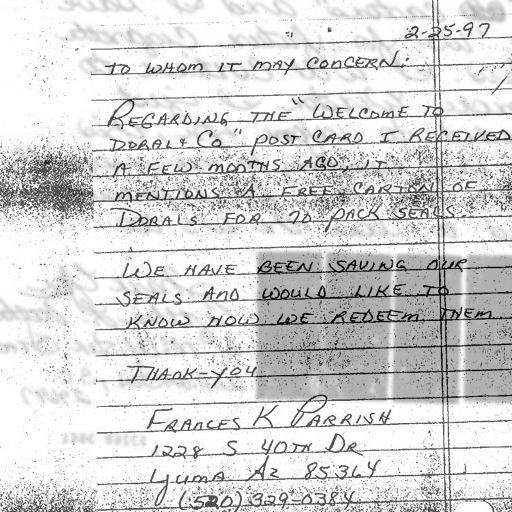 2-25-97
TO WHOM IT MAY CONCERN:
REGARDING THE "WELCOME TO
DORAL & CO" POST CARD I RECEIVED
A FEW MONTHS AGO, IT
MENTIONS A FREE CARTON OF
DORALS FOR 70 PACK SEALS.
WE HAVE BEEN SAVING OUR
SEALS AND WOULD LIKE TO
KNOW HOW WE REDEEM THEM
THANK-YOU
FRANCES K PARRISH
1228 S 40TH DR
YUMA AZ 85364
(520) 329-0384